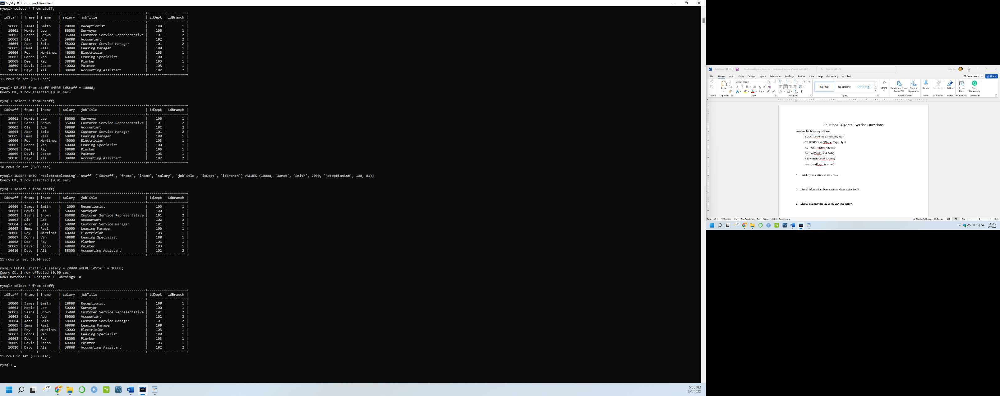 MySQL 8.0 Command Line Client
mysql> select * from staff;
+---------+-------+----------+--------+---------------------------------+--------+----------+
| idStaff | fname | lname    | salary | jobTitle                        | idDept | idBranch |
+---------+-------+----------+--------+---------------------------------+--------+----------+
|   10000 | James | Smith    |  20000 | Receptionist                    |    100 |        1 |
|   10001 | Howie | Lee      |  50000 | Surveyor                        |    100 |        1 |
|   10002 | Sasha | Brown    |  35000 | Customer Service Representative |    101 |        2 |
|   10003 | Ola   | Ade      |  50000 | Accountant                      |    102 |        2 |
|   10004 | Aden  | Bola     |  58000 | Customer Service Manager        |    101 |        2 |
|   10005 | Emma  | Real     |  60000 | Leasing Manager                 |    100 |        1 |
|   10006 | Roy   | Martinez |  40000 | Electrician                     |    103 |        1 |
|   10007 | Donna | Van      |  40000 | Leasing Specialist              |    100 |        1 |
|   10008 | Dee   | Ray      |  38000 | Plumber                         |    103 |        1 |
|   10009 | David | Jacob    |  40000 | Painter                         |    103 |        1 |
|   10010 | Dayo  | Ali      |  38000 | Accounting Assistant            |    102 |        2 |
+---------+-------+----------+--------+---------------------------------+--------+----------+
11 rows in set (0.00 sec)
mysql> DELETE from staff WHERE idStaff = 10000;
Query OK, 1 row affected (0.01 sec)
mysql> select * from staff;
+---------+-------+----------+--------+---------------------------------+--------+----------+
| idStaff | fname | lname    | salary | jobTitle                        | idDept | idBranch |
+---------+-------+----------+--------+---------------------------------+--------+----------+
|   10001 | Howie | Lee      |  50000 | Surveyor                        |    100 |        1 |
|   10002 | Sasha | Brown    |  35000 | Customer Service Representative |    101 |        2 |
|   10003 | Ola   | Ade      |  50000 | Accountant                      |    102 |        2 |
|   10004 | Aden  | Bola     |  58000 | Customer Service Manager        |    101 |        2 |
|   10005 | Emma  | Real     |  60000 | Leasing Manager                 |    100 |        1 |
|   10006 | Roy   | Martinez |  40000 | Electrician                     |    103 |        1 |
|   10007 | Donna | Van      |  40000 | Leasing Specialist              |    100 |        1 |
|   10008 | Dee   | Ray      |  38000 | Plumber                         |    103 |        1 |
|   10009 | David | Jacob    |  40000 | Painter                         |    103 |        1 |
|   10010 | Dayo  | Ali      |  38000 | Accounting Assistant            |    102 |        2 |
+---------+-------+----------+--------+---------------------------------+--------+----------+
10 rows in set (0.00 sec)
mysql> INSERT INTO `realestateleasing`.`staff` (`idStaff`, `fname`, `lname`, `salary`, `jobTitle`, `idDept`, `idBranch`) VALUES (10000, 'James', 'Smith', 2000, 'Receptionist', 100, 01);
Query OK, 1 row affected (0.01 sec)
mysql> select * from staff;
+---------+-------+----------+--------+---------------------------------+--------+----------+
| idStaff | fname | lname    | salary | jobTitle                        | idDept | idBranch |
+---------+-------+----------+--------+---------------------------------+--------+----------+
|   10000 | James | Smith    |   2000 | Receptionist                    |    100 |        1 |
|   10001 | Howie | Lee      |  50000 | Surveyor                        |    100 |        1 |
|   10002 | Sasha | Brown    |  35000 | Customer Service Representative |    101 |        2 |
|   10003 | Ola   | Ade      |  50000 | Accountant                      |    102 |        2 |
|   10004 | Aden  | Bola     |  58000 | Customer Service Manager        |    101 |        2 |
|   10005 | Emma  | Real     |  60000 | Leasing Manager                 |    100 |        1 |
|   10006 | Roy   | Martinez |  40000 | Electrician                     |    103 |        1 |
|   10007 | Donna | Van      |  40000 | Leasing Specialist              |    100 |        1 |
|   10008 | Dee   | Ray      |  38000 | Plumber                         |    103 |        1 |
|   10009 | David | Jacob    |  40000 | Painter                         |    103 |        1 |
|   10010 | Dayo  | Ali      |  38000 | Accounting Assistant            |    102 |        2 |
+---------+-------+----------+--------+---------------------------------+--------+----------+
11 rows in set (0.00 sec)
mysql> UPDATE staff SET salary = 20000 WHERE idStaff = 10000;
Query OK, 1 row affected (0.00 sec)
Rows matched: 1  Changed: 1  Warnings: 0
mysql> select * from staff;
+---------+-------+----------+--------+---------------------------------+--------+----------+
| idStaff | fname | lname    | salary | jobTitle                        | idDept | idBranch |
+---------+-------+----------+--------+---------------------------------+--------+----------+
|   10000 | James | Smith    |  20000 | Receptionist                    |    100 |        1 |
|   10001 | Howie | Lee      |  50000 | Surveyor                        |    100 |        1 |
|   10002 | Sasha | Brown    |  35000 | Customer Service Representative |    101 |        2 |
|   10003 | Ola   | Ade      |  50000 | Accountant                      |    102 |        2 |
|   10004 | Aden  | Bola     |  58000 | Customer Service Manager        |    101 |        2 |
|   10005 | Emma  | Real     |  60000 | Leasing Manager                 |    100 |        1 |
|   10006 | Roy   | Martinez |  40000 | Electrician                     |    103 |        1 |
|   10007 | Donna | Van      |  40000 | Leasing Specialist              |    100 |        1 |
|   10008 | Dee   | Ray      |  38000 | Plumber                         |    103 |        1 |
|   10009 | David | Jacob    |  40000 | Painter                         |    103 |        1 |
|   10010 | Dayo  | Ali      |  38000 | Accounting Assistant            |    102 |        2 |
+---------+-------+----------+--------+---------------------------------+--------+----------+
11 rows in set (0.00 sec)
mysql>
79°
5:05 PM
5/1/2022
AutoSave Off RelationalAlgebra_Exercise - Last saved by user - Saved to this PC Search (Alt+Q)
File Home Insert Draw Design Layout References Mailings Review View Help Grammarly Acrobat Comments Share
Calibri (Body) 16
Paste
Normal No Spacing Heading 1
Editing Create and Share Adobe PDF Request Signatures Dictate Sensitivity Editor Reuse Files Open Grammarly
Undo Clipboard Font Paragraph Styles Adobe Acrobat Voice Sensitivity Editor Reuse Files Grammarly
Relational Algebra Exercise Questions
Assume the following relations:
BOOKS(DocId, Title, Publisher, Year)
STUDENTS(StId, StName, Major, Age)
AUTHORS(AName, Address)
borrows(DocId, StId, Date)
has-written(DocId, AName)
describes(DocId, Keyword)
1. List the year and title of each book.
2. List all information about students whose major is CS.
3. List all students with the books they can borrow.
Page 1 of 1 100 words Text Predictions: On Accessibility: Good to go Display Settings Focus 100%
79°
5:05 PM
5/1/2022